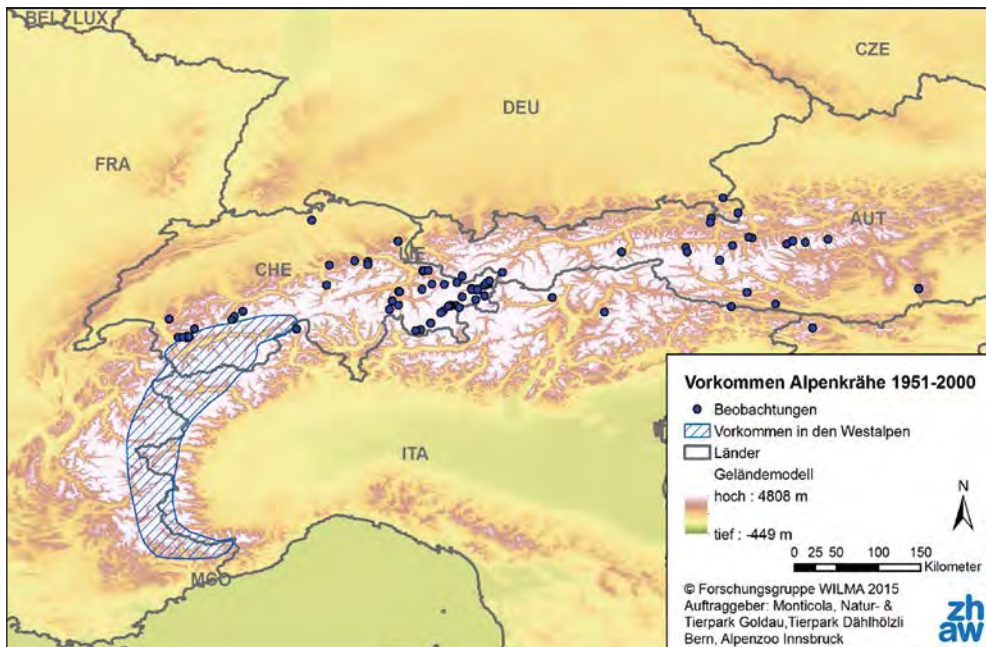 BEL
LUX
CZE
DEU
FRA
AUT
LIE
CHE
ITA
MCO
Vorkommen Alpenkrähe 1951-2000
Beobachtungen
Vorkommen in den Westalpen
Länder
Geländemodell
hoch : 4808 m
tief : -449 m
N
0 25 50 100 150
Kilometer
© Forschungsgruppe WILMA 2015
Auftraggeber: Monticola, Natur- &
Tierpark Goldau,Tierpark Dählhölzli
Bern, Alpenzoo Innsbruck
zh
aw